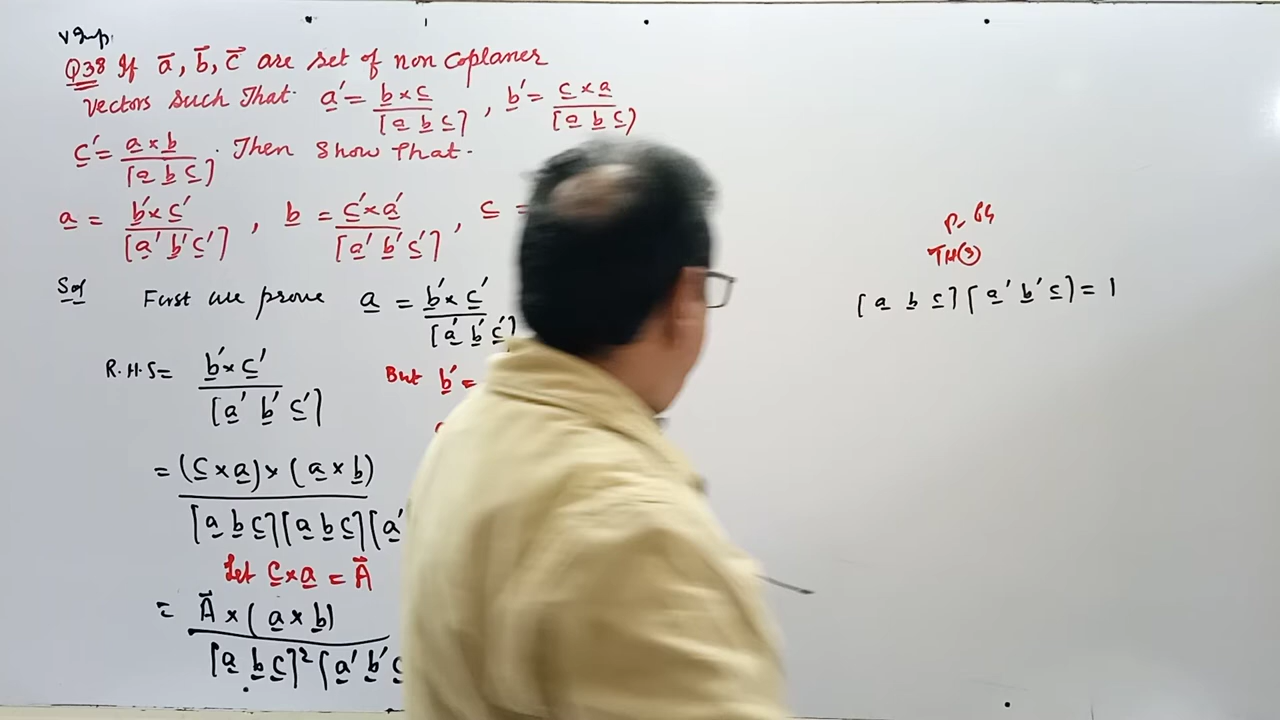 v Imp.
Q38 If a⃗, b⃗, c⃗ are set of non coplaner
vectors such That a̲' = b̲ × c̲ / [a̲ b̲ c̲], b̲' = c̲ × a̲ / [a̲ b̲ c̲]
c̲' = a̲ × b̲ / [a̲ b̲ c̲]. Then Show That.
a̲ = b̲' × c̲' / [a̲' b̲' c̲'], b̲ = c̲' × a̲' / [a̲' b̲' c̲'], c̲ =
Sol First we prove a̲ = b̲' × c̲' / [a̲' b̲' c̲']
R.H.S = b̲' × c̲' / [a̲' b̲' c̲']
But b̲' =
= (c̲ × a̲) × (a̲ × b̲) / [a̲ b̲ c̲][a̲ b̲ c̲][a̲'
Let c̲ × a̲ = A⃗
= A⃗ × (a̲ × b̲) / [a̲ b̲ c̲]² [a̲' b̲' c̲
P. 64
TH(3)
[a̲ b̲ c̲][a̲' b̲' c̲] = 1